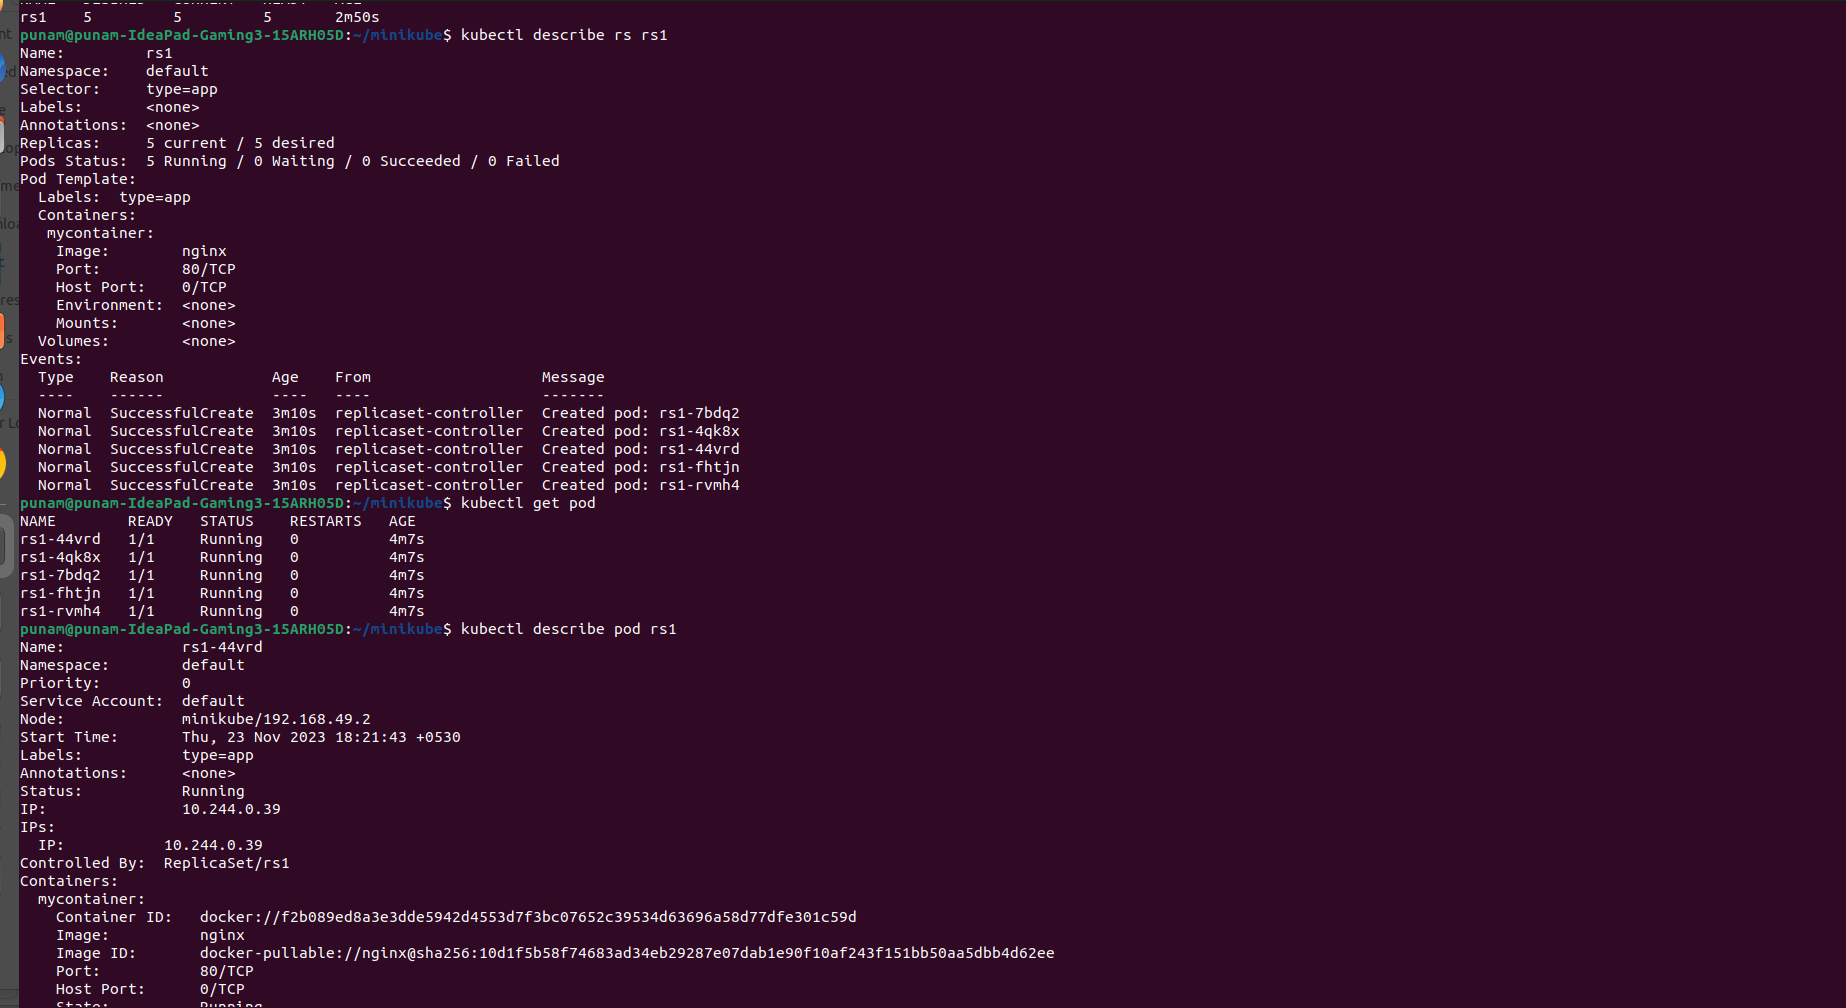 rs1    5         5         5       2m50s
punam@punam-IdeaPad-Gaming3-15ARH05D:~/minikube$ kubectl describe rs rs1
Name:         rs1
Namespace:    default
Selector:     type=app
Labels:       <none>
Annotations:  <none>
Replicas:     5 current / 5 desired
Pods Status:  5 Running / 0 Waiting / 0 Succeeded / 0 Failed
Pod Template:
  Labels:  type=app
  Containers:
   mycontainer:
    Image:        nginx
    Port:         80/TCP
    Host Port:    0/TCP
    Environment:  <none>
    Mounts:       <none>
  Volumes:        <none>
Events:
  Type    Reason            Age    From                   Message
  ----    ------            ----   ----                   -------
  Normal  SuccessfulCreate  3m10s  replicaset-controller  Created pod: rs1-7bdq2
  Normal  SuccessfulCreate  3m10s  replicaset-controller  Created pod: rs1-4qk8x
  Normal  SuccessfulCreate  3m10s  replicaset-controller  Created pod: rs1-44vrd
  Normal  SuccessfulCreate  3m10s  replicaset-controller  Created pod: rs1-fhtjn
  Normal  SuccessfulCreate  3m10s  replicaset-controller  Created pod: rs1-rvmh4
punam@punam-IdeaPad-Gaming3-15ARH05D:~/minikube$ kubectl get pod
NAME        READY   STATUS    RESTARTS   AGE
rs1-44vrd   1/1     Running   0          4m7s
rs1-4qk8x   1/1     Running   0          4m7s
rs1-7bdq2   1/1     Running   0          4m7s
rs1-fhtjn   1/1     Running   0          4m7s
rs1-rvmh4   1/1     Running   0          4m7s
punam@punam-IdeaPad-Gaming3-15ARH05D:~/minikube$ kubectl describe pod rs1
Name:             rs1-44vrd
Namespace:        default
Priority:         0
Service Account:  default
Node:             minikube/192.168.49.2
Start Time:       Thu, 23 Nov 2023 18:21:43 +0530
Labels:           type=app
Annotations:      <none>
Status:           Running
IP:               10.244.0.39
IPs:
  IP:           10.244.0.39
Controlled By:  ReplicaSet/rs1
Containers:
  mycontainer:
    Container ID:   docker://f2b089ed8a3e3dde5942d4553d7f3bc07652c39534d63696a58d77dfe301c59d
    Image:          nginx
    Image ID:       docker-pullable://nginx@sha256:10d1f5b58f74683ad34eb29287e07dab1e90f10af243f151bb50aa5dbb4d62ee
    Port:           80/TCP
    Host Port:      0/TCP
    State:          Running